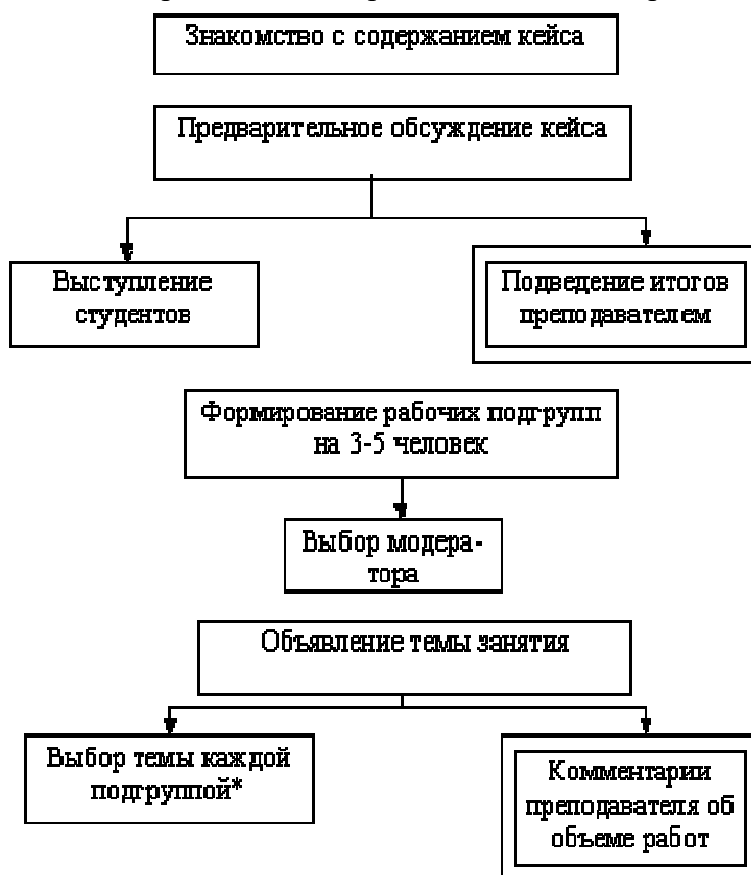 Знакомство с содержанием кейса
Предварительное обсуждение кейса
Выступление
студентов
Подведение итогов
преподавателем
Формирование рабочих подгрупп
на 3-5 человек
Выбор модера-
тора
Объявление темы занятия
Выбор темы каждой
подгруппой*
Комментарии
преподавателя об
объеме работ